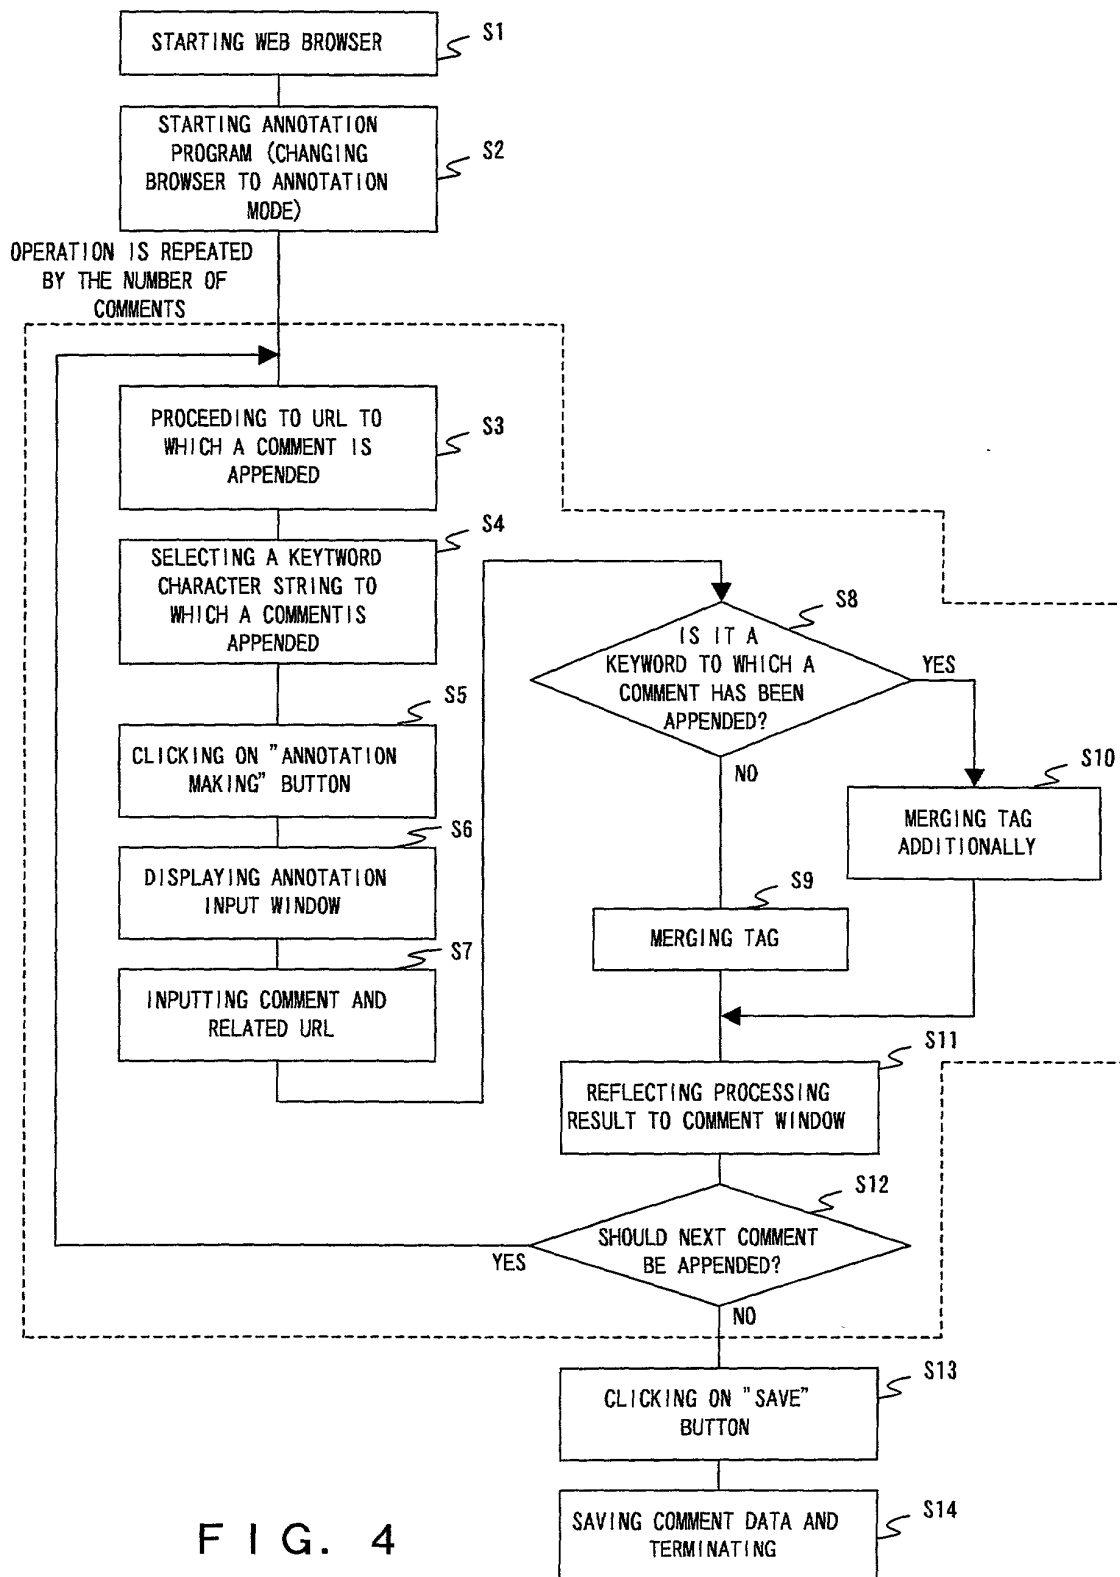 STARTING WEB BROWSER
S1
STARTING ANNOTATION
PROGRAM (CHANGING
BROWSER TO ANNOTATION
MODE)
S2
OPERATION IS REPEATED
BY THE NUMBER OF
COMMENTS
PROCEEDING TO URL TO
WHICH A COMMENT IS
APPENDED
S3
SELECTING A KEYTWORD
CHARACTER STRING TO
WHICH A COMMENTIS
APPENDED
S4
CLICKING ON "ANNOTATION
MAKING" BUTTON
S5
DISPLAYING ANNOTATION
INPUT WINDOW
S6
INPUTTING COMMENT AND
RELATED URL
S7
IS IT A
KEYWORD TO WHICH A
COMMENT HAS BEEN
APPENDED?
S8
YES
NO
MERGING TAG
S9
MERGING TAG
ADDITIONALLY
S10
REFLECTING PROCESSING
RESULT TO COMMENT WINDOW
S11
SHOULD NEXT COMMENT
BE APPENDED?
S12
YES
NO
CLICKING ON "SAVE"
BUTTON
S13
SAVING COMMENT DATA AND
TERMINATING
S14
FIG. 4